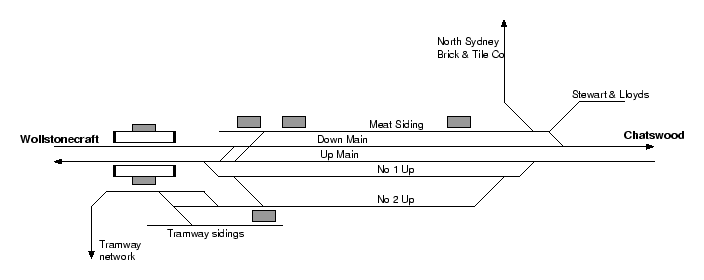 North Sydney
Brick & Tile Co
Stewart & Lloyds
Meat Siding
Wollstonecraft
Down Main
Chatswood
Up Main
No 1 Up
No 2 Up
Tramway sidings
Tramway
network